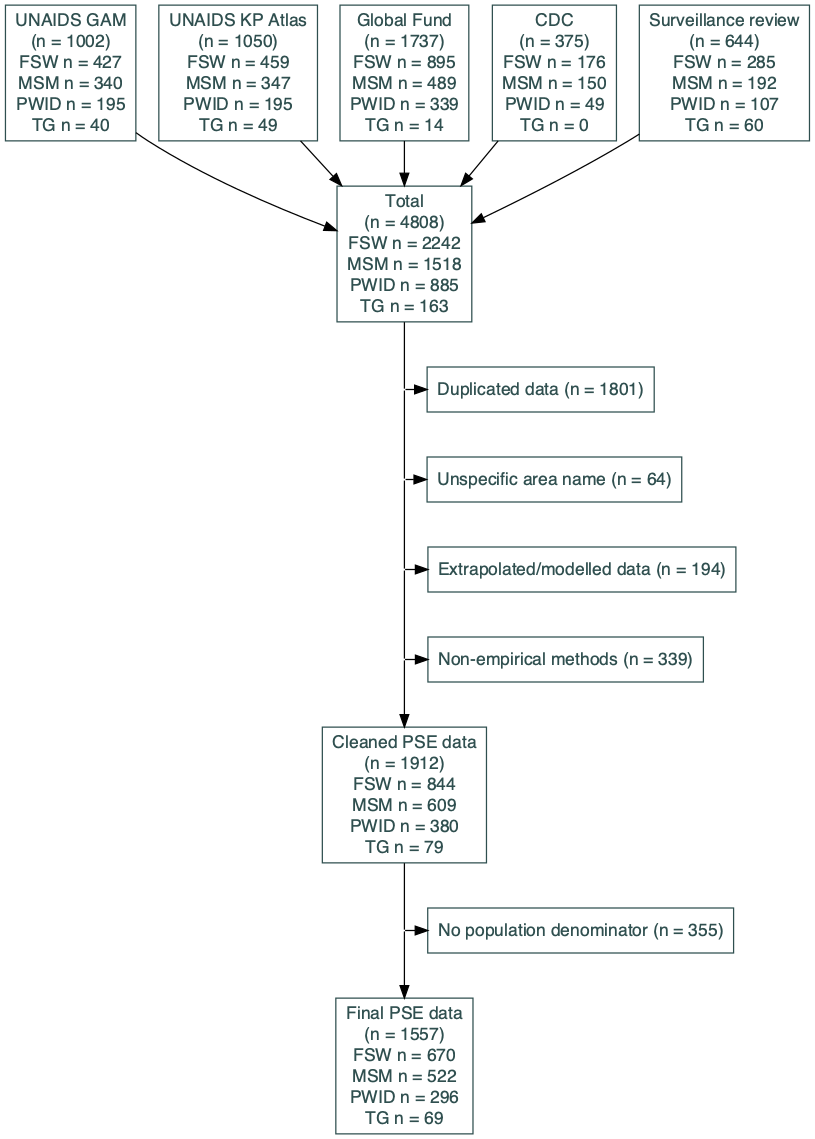 UNAIDS GAM
(n = 1002)
FSW n = 427
MSM n = 340
PWID n = 195
TG n = 40
UNAIDS KP Atlas
(n = 1050)
FSW n = 459
MSM n = 347
PWID n = 195
TG n = 49
Global Fund
(n = 1737)
FSW n = 895
MSM n = 489
PWID n = 339
TG n = 14
CDC
(n = 375)
FSW n = 176
MSM n = 150
PWID n = 49
TG n = 0
Surveillance review
(n = 644)
FSW n = 285
MSM n = 192
PWID n = 107
TG n = 60
Total
(n = 4808)
FSW n = 2242
MSM n = 1518
PWID n = 885
TG n = 163
Duplicated data (n = 1801)
Unspecific area name (n = 64)
Extrapolated/modelled data (n = 194)
Non-empirical methods (n = 339)
Cleaned PSE data
(n = 1912)
FSW n = 844
MSM n = 609
PWID n = 380
TG n = 79
No population denominator (n = 355)
Final PSE data
(n = 1557)
FSW n = 670
MSM n = 522
PWID n = 296
TG n = 69